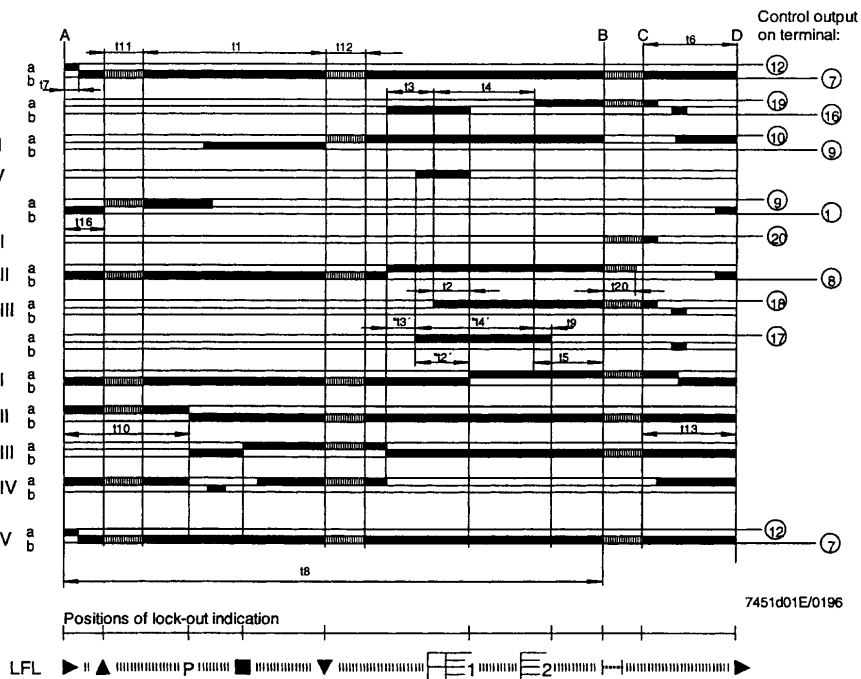 Control output
on terminal:
A B C D
t11 t1 t12 t6
a 12
b 7
t7
t3 t4
a 19
b 16
I a 10
b 9
V
a 9
b 1
t16
I 20
II a
b 8
t2 t20
III a 18
b
"t3´ "t4´ t9
a 17
b
"t2´ t5
I a
b
II a
b
t10 t13
III a
b
IV a
b
V a 12
b 7
t8
7451d01E/0196
Positions of lock-out indication
LFL ▶ ▲ P ■ ▼ 1 2 ▶